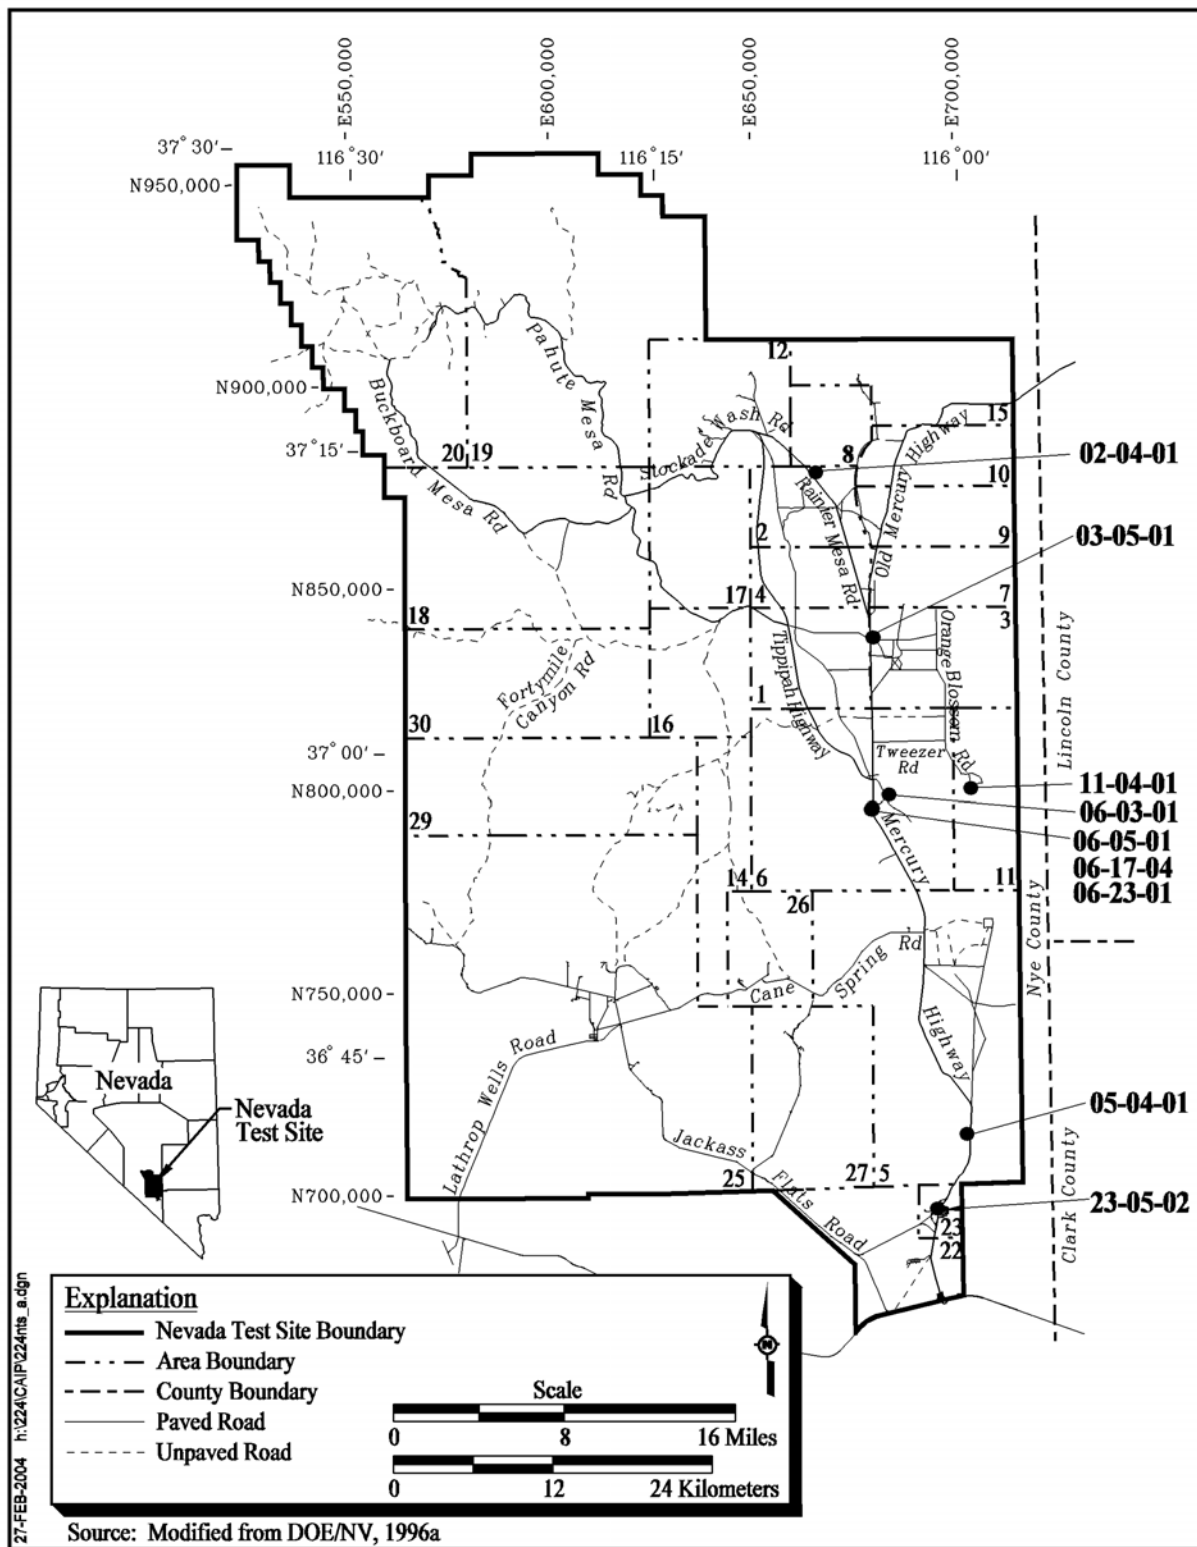 E550,000
E600,000
E650,000
E700,000
37° 30'
116° 30'
116° 15'
116° 00'
N950,000
N900,000
37° 15'
N850,000
37° 00'
N800,000
N750,000
36° 45'
N700,000
Pahute Mesa Rd
Buckboard Mesa Rd
Stockade Wash Rd
Rainier Mesa Rd
Old Mercury Highway
Tippipah Highway
Orange Blossom Rd
Tweezer Rd
Fortymile Canyon Rd
Mercury Highway
Cane Spring Rd
Lathrop Wells Road
Jackass Flats Road
12
15
20
19
8
10
2
9
17
4
7
3
18
1
30
16
29
14
6
26
11
25
27
5
23
22
02-04-01
03-05-01
11-04-01
06-03-01
06-05-01
06-17-04
06-23-01
05-04-01
23-05-02
Lincoln County
Nye County
Clark County
Nevada
Nevada
Test Site
Explanation
Nevada Test Site Boundary
Area Boundary
County Boundary
Paved Road
Unpaved Road
N
Scale
0 8 16 Miles
0 12 24 Kilometers
27-FEB-2004 h:\224\CAIP\224nts_a.dgn
Source: Modified from DOE/NV, 1996a